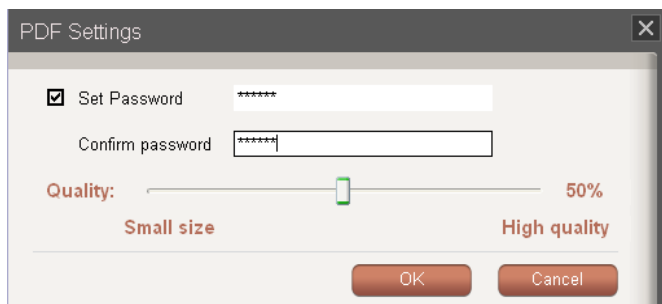 PDF Settings
Set Password ******
Confirm password ******
Quality: 50%
Small size High quality
OK Cancel